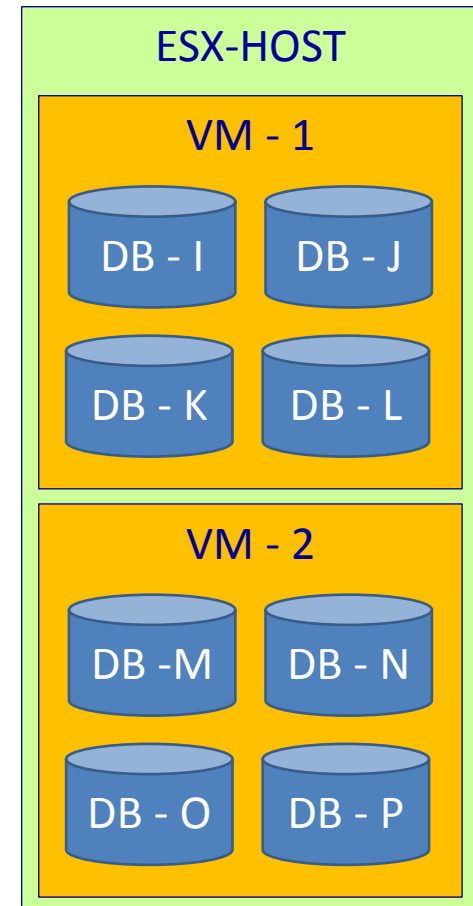 ESX-HOST
VM - 1
DB - I DB - J
DB - K DB - L
VM - 2
DB -M DB - N
DB - O DB - P